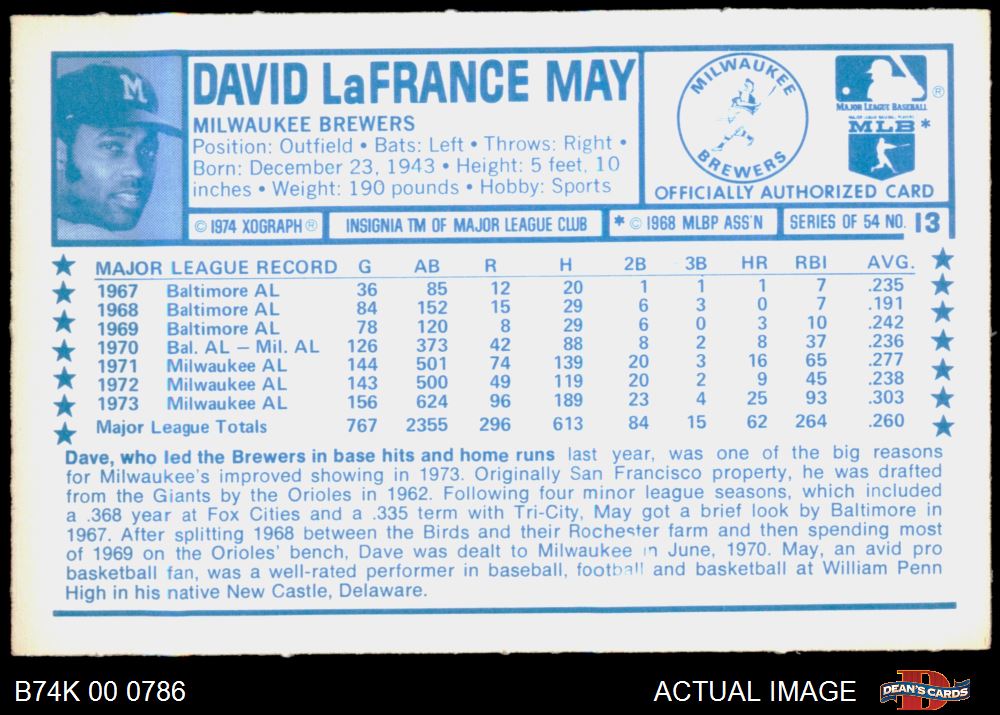 M
DAVID LaFRANCE MAY
MILWAUKEE BREWERS
Position: Outfield • Bats: Left • Throws: Right •
Born: December 23, 1943 • Height: 5 feet, 10
inches • Weight: 190 pounds • Hobby: Sports
MILWAUKEE
BREWERS
MAJOR LEAGUE BASEBALL ®
MLB *
OFFICIALLY AUTHORIZED CARD
© 1974 XOGRAPH ®
INSIGNIA TM OF MAJOR LEAGUE CLUB
* © 1968 MLBP ASS'N
SERIES OF 54 NO. 13
MAJOR LEAGUE RECORD G AB R H 2B 3B HR RBI AVG.
1967 Baltimore AL 36 85 12 20 1 1 1 7 .235
1968 Baltimore AL 84 152 15 29 6 3 0 7 .191
1969 Baltimore AL 78 120 8 29 6 0 3 10 .242
1970 Bal. AL – Mil. AL 126 373 42 88 8 2 8 37 .236
1971 Milwaukee AL 144 501 74 139 20 3 16 65 .277
1972 Milwaukee AL 143 500 49 119 20 2 9 45 .238
1973 Milwaukee AL 156 624 96 189 23 4 25 93 .303
Major League Totals 767 2355 296 613 84 15 62 264 .260
Dave, who led the Brewers in base hits and home runs last year, was one of the big reasons
for Milwaukee's improved showing in 1973. Originally San Francisco property, he was drafted
from the Giants by the Orioles in 1962. Following four minor league seasons, which included
a .368 year at Fox Cities and a .335 term with Tri-City, May got a brief look by Baltimore in
1967. After splitting 1968 between the Birds and their Rochester farm and then spending most
of 1969 on the Orioles' bench, Dave was dealt to Milwaukee in June, 1970. May, an avid pro
basketball fan, was a well-rated performer in baseball, football and basketball at William Penn
High in his native New Castle, Delaware.
B74K 00 0786
ACTUAL IMAGE
DEAN'S CARDS